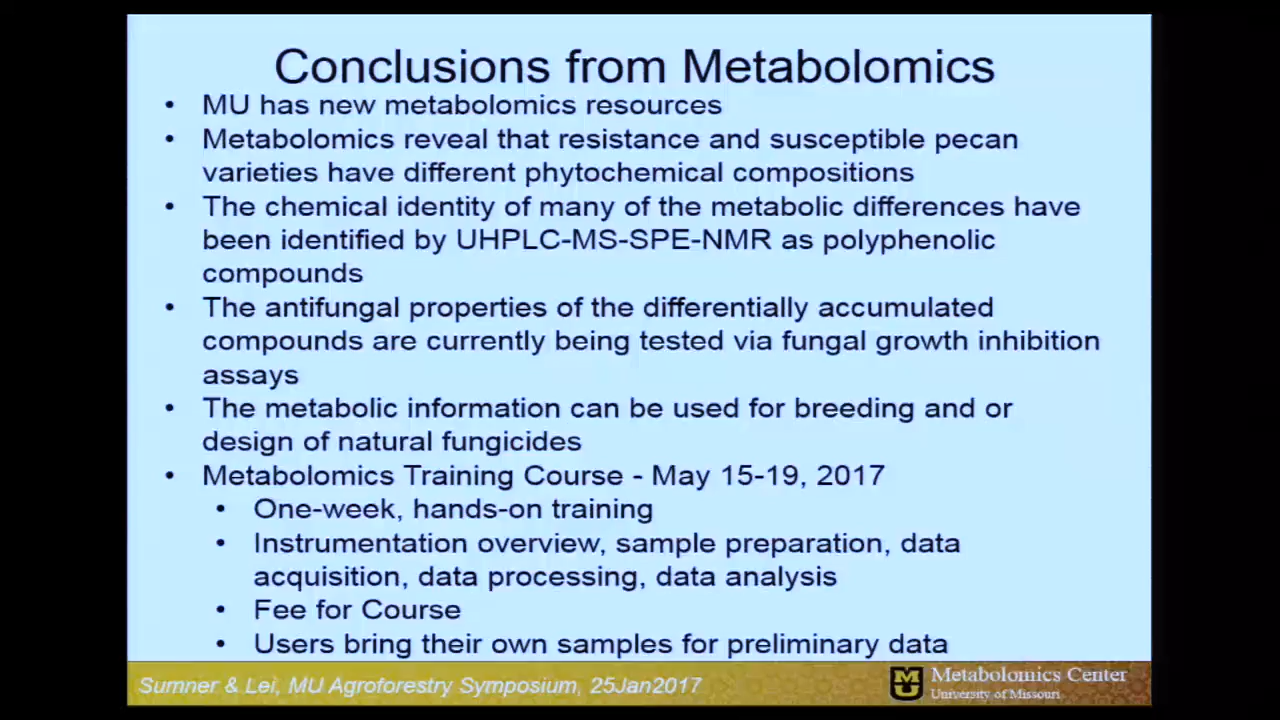 Conclusions from Metabolomics
• MU has new metabolomics resources
• Metabolomics reveal that resistance and susceptible pecan
varieties have different phytochemical compositions
• The chemical identity of many of the metabolic differences have
been identified by UHPLC-MS-SPE-NMR as polyphenolic
compounds
• The antifungal properties of the differentially accumulated
compounds are currently being tested via fungal growth inhibition
assays
• The metabolic information can be used for breeding and or
design of natural fungicides
• Metabolomics Training Course - May 15-19, 2017
• One-week, hands-on training
• Instrumentation overview, sample preparation, data
acquisition, data processing, data analysis
• Fee for Course
• Users bring their own samples for preliminary data
Sumner & Lei, MU Agroforestry Symposium, 25Jan2017
MU
Metabolomics Center
University of Missouri